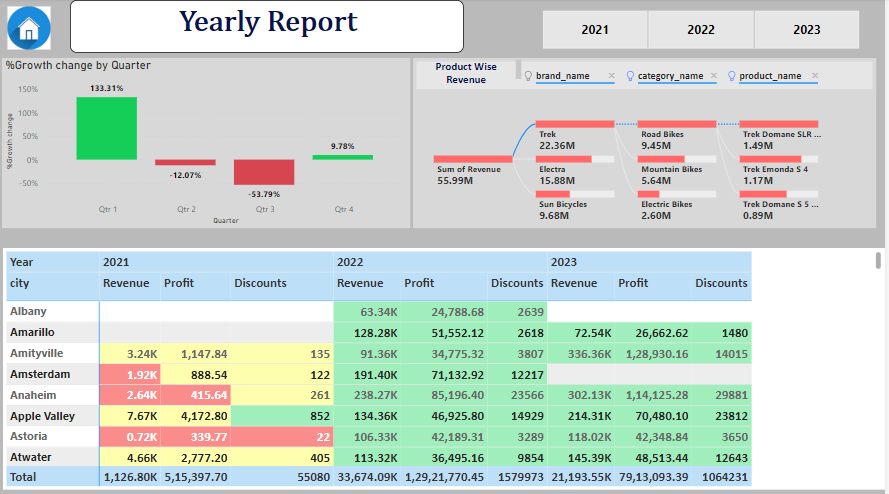 Yearly Report
2021 2022 2023
%Growth change by Quarter
150%
100%
50%
0%
-50%
%Growth change
133.31%
-12.07%
-53.79%
9.78%
Qtr 1 Qtr 2 Qtr 3 Qtr 4
Quarter
Product Wise
Revenue
brand_name × category_name × product_name ×
Sum of Revenue
55.99M
Trek
22.36M
Electra
15.88M
Sun Bicycles
9.68M
Road Bikes
9.45M
Mountain Bikes
5.64M
Electric Bikes
2.60M
Trek Domane SLR ...
1.49M
Trek Emonda S 4
1.17M
Trek Domane S 5 ...
0.89M
Year 2021 2022 2023
city Revenue Profit Discounts Revenue Profit Discounts Revenue Profit Discounts
Albany 63.34K 24,788.68 2639
Amarillo 128.28K 51,552.12 2618 72.54K 26,662.62 1480
Amityville 3.24K 1,147.84 135 91.36K 34,775.32 3807 336.36K 1,28,930.16 14015
Amsterdam 1.92K 888.54 122 191.40K 71,132.92 12217
Anaheim 2.64K 415.64 261 238.27K 85,196.40 23566 302.13K 1,14,125.28 29881
Apple Valley 7.67K 4,172.80 852 134.36K 46,925.80 14929 214.31K 70,480.10 23812
Astoria 0.72K 339.77 22 106.33K 42,189.31 3289 118.02K 42,348.84 3650
Atwater 4.66K 2,777.20 405 113.32K 36,495.16 9854 145.39K 48,513.44 12643
Total 1,126.80K 5,15,397.70 55080 33,674.09K 1,29,21,770.45 1579973 21,193.55K 79,13,093.39 1064231